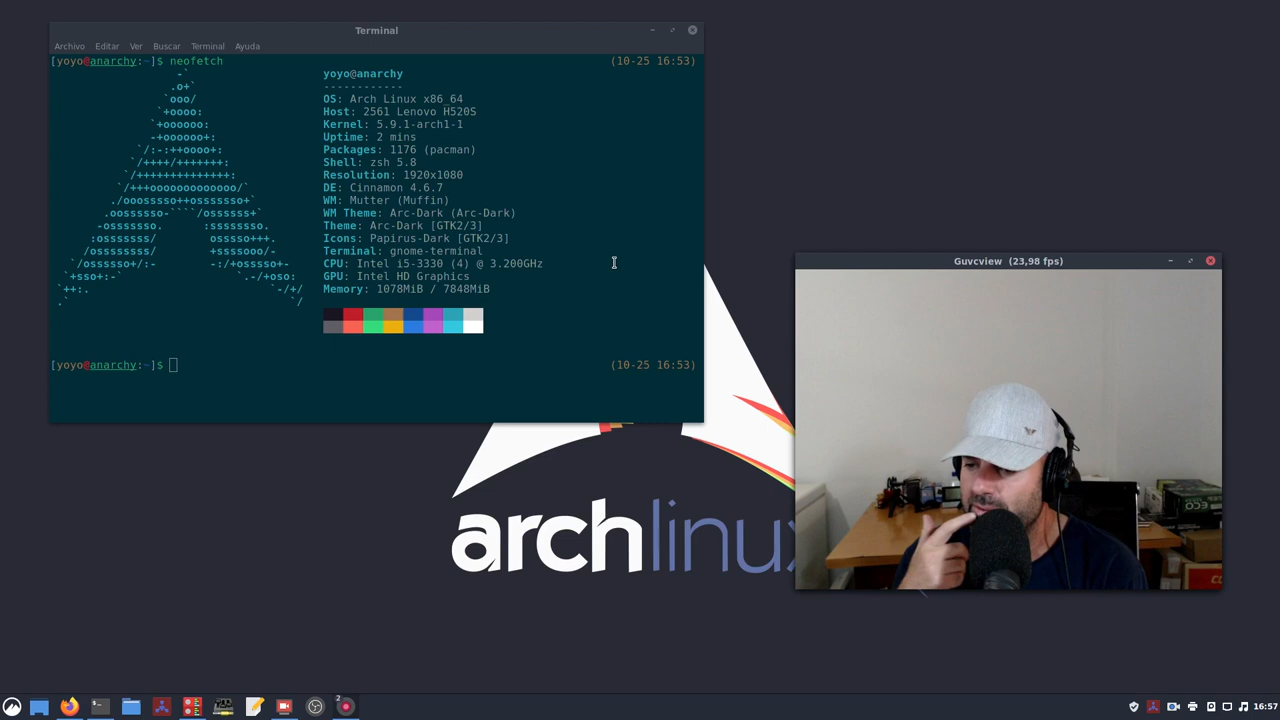 Terminal
Archivo Editar Ver Buscar Terminal Ayuda
[yoyo@anarchy:~]$ neofetch (10-25 16:53)
yoyo@anarchy
------------
OS: Arch Linux x86_64
Host: 2561 Lenovo H520S
Kernel: 5.9.1-arch1-1
Uptime: 2 mins
Packages: 1176 (pacman)
Shell: zsh 5.8
Resolution: 1920x1080
DE: Cinnamon 4.6.7
WM: Mutter (Muffin)
WM Theme: Arc-Dark (Arc-Dark)
Theme: Arc-Dark [GTK2/3]
Icons: Papirus-Dark [GTK2/3]
Terminal: gnome-terminal
CPU: Intel i5-3330 (4) @ 3.200GHz
GPU: Intel HD Graphics
Memory: 1078MiB / 7848MiB
[yoyo@anarchy:~]$ (10-25 16:53)
Guvcview (23,98 fps)
ECO
archlinux
2
16:57